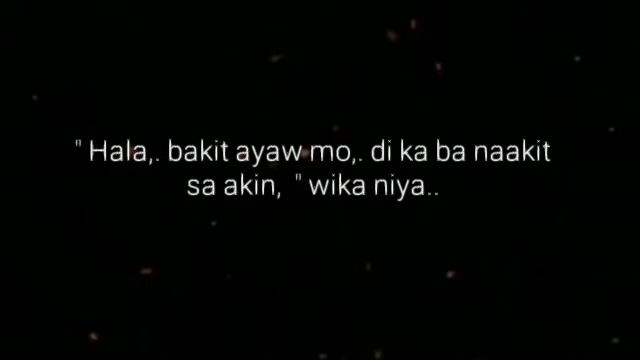 " Hala,. bakit ayaw mo,. di ka ba naakit
sa akin,  " wika niya..